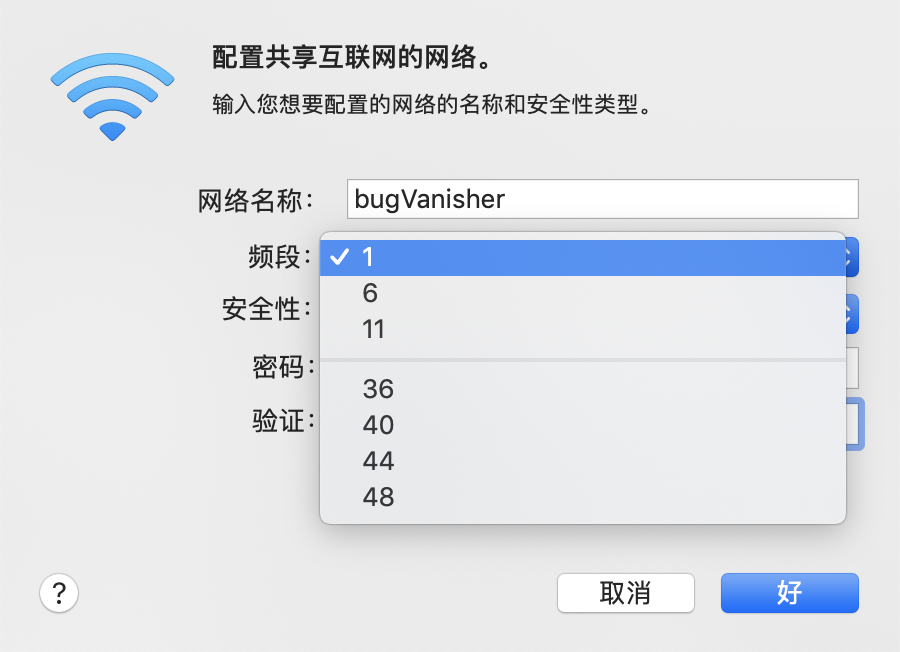 配置共享互联网的网络。
输入您想要配置的网络的名称和安全性类型。
网络名称：
bugVanisher
频段：
✓ 1
6
11
安全性：
密码：
36
40
验证：
44
48
?
取消
好